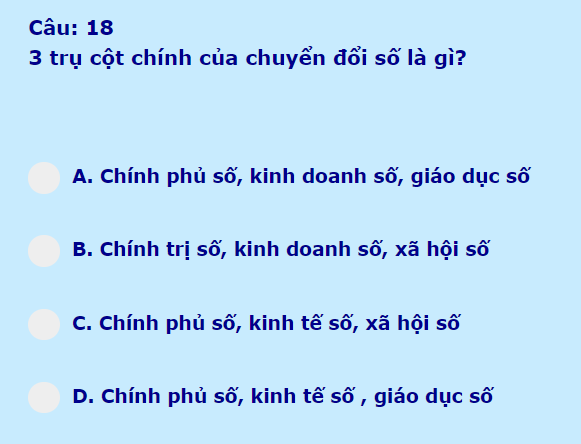 Câu: 18
3 trụ cột chính của chuyển đổi số là gì?
A. Chính phủ số, kinh doanh số, giáo dục số
B. Chính trị số, kinh doanh số, xã hội số
C. Chính phủ số, kinh tế số, xã hội số
D. Chính phủ số, kinh tế số , giáo dục số